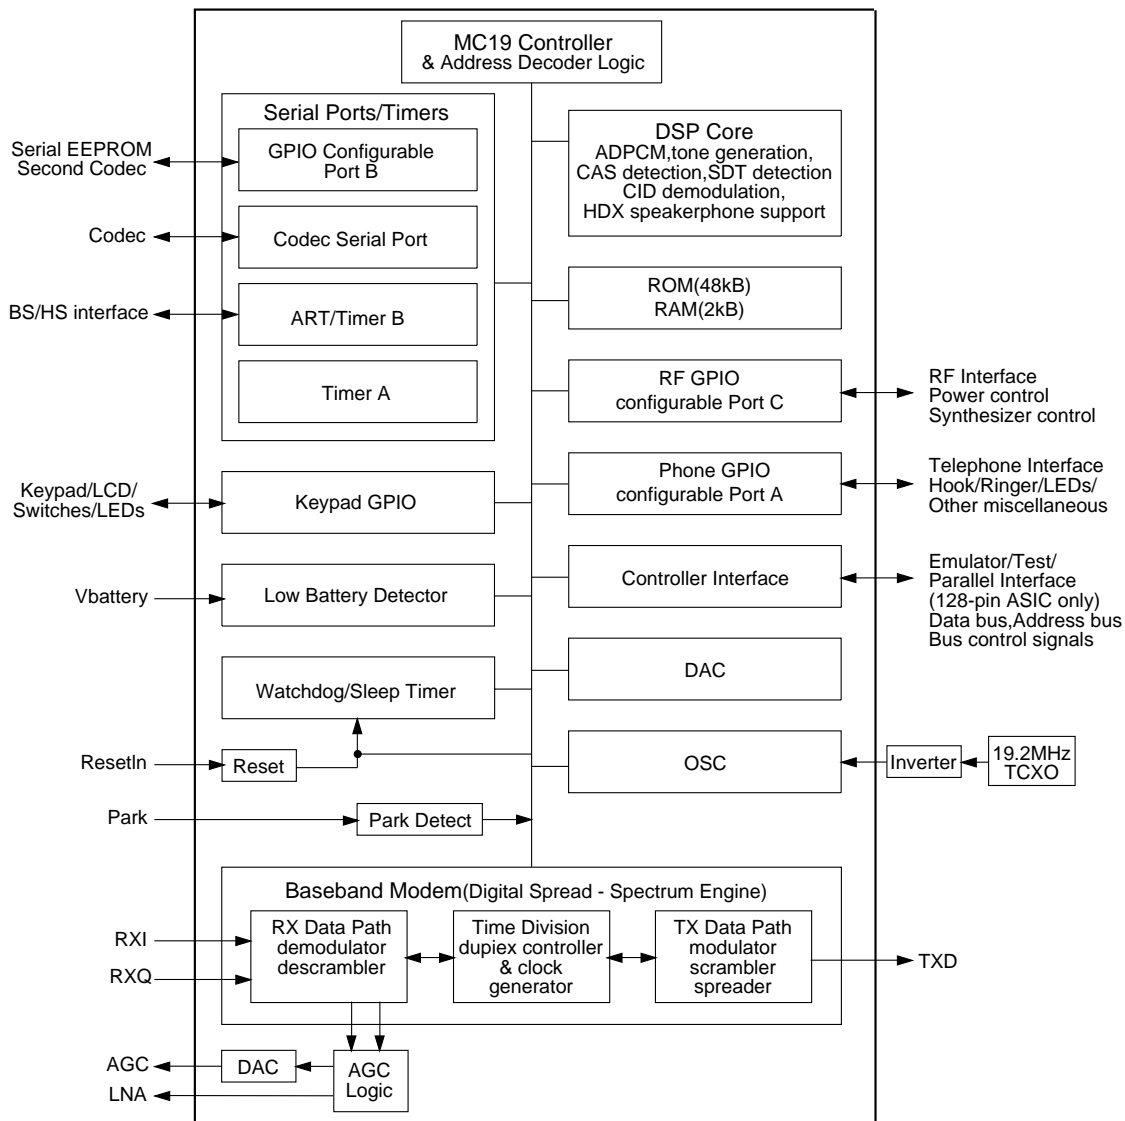 MC19 Controller
& Address Decoder Logic
Serial Ports/Timers
GPIO Configurable
Port B
Codec Serial Port
ART/Timer B
Timer A
Serial EEPROM
Second Codec
Codec
BS/HS interface
DSP Core
ADPCM,tone generation,
CAS detection,SDT detection
CID demodulation,
HDX speakerphone support
ROM(48kB)
RAM(2kB)
RF GPIO
configurable Port C
RF Interface
Power control
Synthesizer control
Keypad/LCD/
Switches/LEDs
Keypad GPIO
Phone GPIO
configurable Port A
Telephone Interface
Hook/Ringer/LEDs/
Other miscellaneous
Vbattery
Low Battery Detector
Controller Interface
Emulator/Test/
Parallel Interface
(128-pin ASIC only)
Data bus,Address bus
Bus control signals
Watchdog/Sleep Timer
DAC
ResetIn
Reset
OSC
Inverter
19.2MHz
TCXO
Park
Park Detect
Baseband Modem(Digital Spread - Spectrum Engine)
RXI
RXQ
RX Data Path
demodulator
descrambler
Time Division
dupiex controller
& clock
generator
TX Data Path
modulator
scrambler
spreader
TXD
AGC
LNA
DAC
AGC
Logic